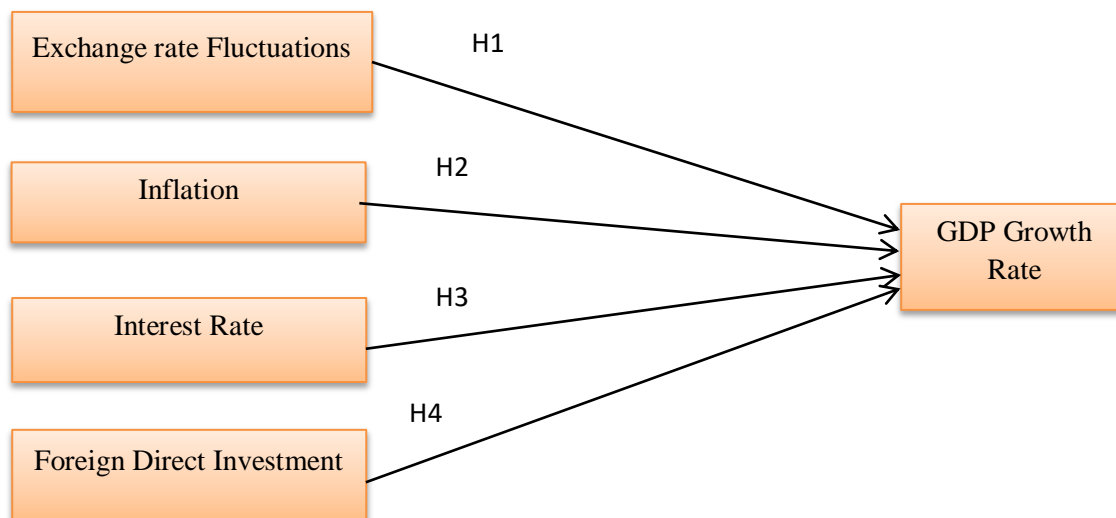 Exchange rate Fluctuations
H1
Inflation
H2
Interest Rate
H3
Foreign Direct Investment
H4
GDP Growth
Rate